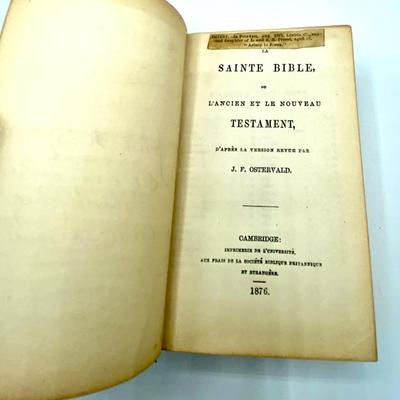 LA
SAINTE BIBLE,
OU
L'ANCIEN ET LE NOUVEAU
TESTAMENT,
D'APRÈS LA VERSION REVUE PAR
J. F. OSTERVALD.
CAMBRIDGE:
IMPRIMERIE DE L'UNIVERSITÉ,
AUX FRAIS DE LA SOCIÉTÉ BIBLIQUE BRITANNIQUE
ET ETRANGÈRE.
1876.